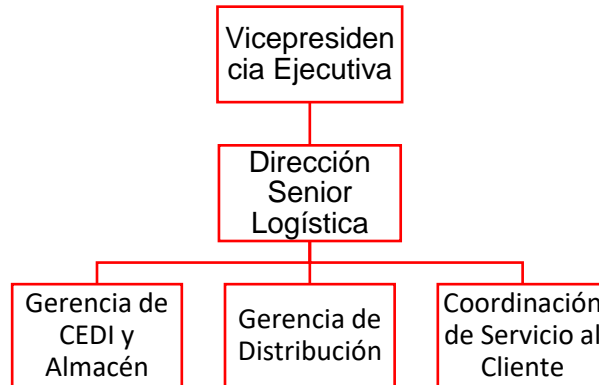 Vicepresiden
cia Ejecutiva
Dirección
Senior
Logística
Gerencia de
CEDI y
Almacén
Gerencia de
Distribución
Coordinación
de Servicio al
Cliente